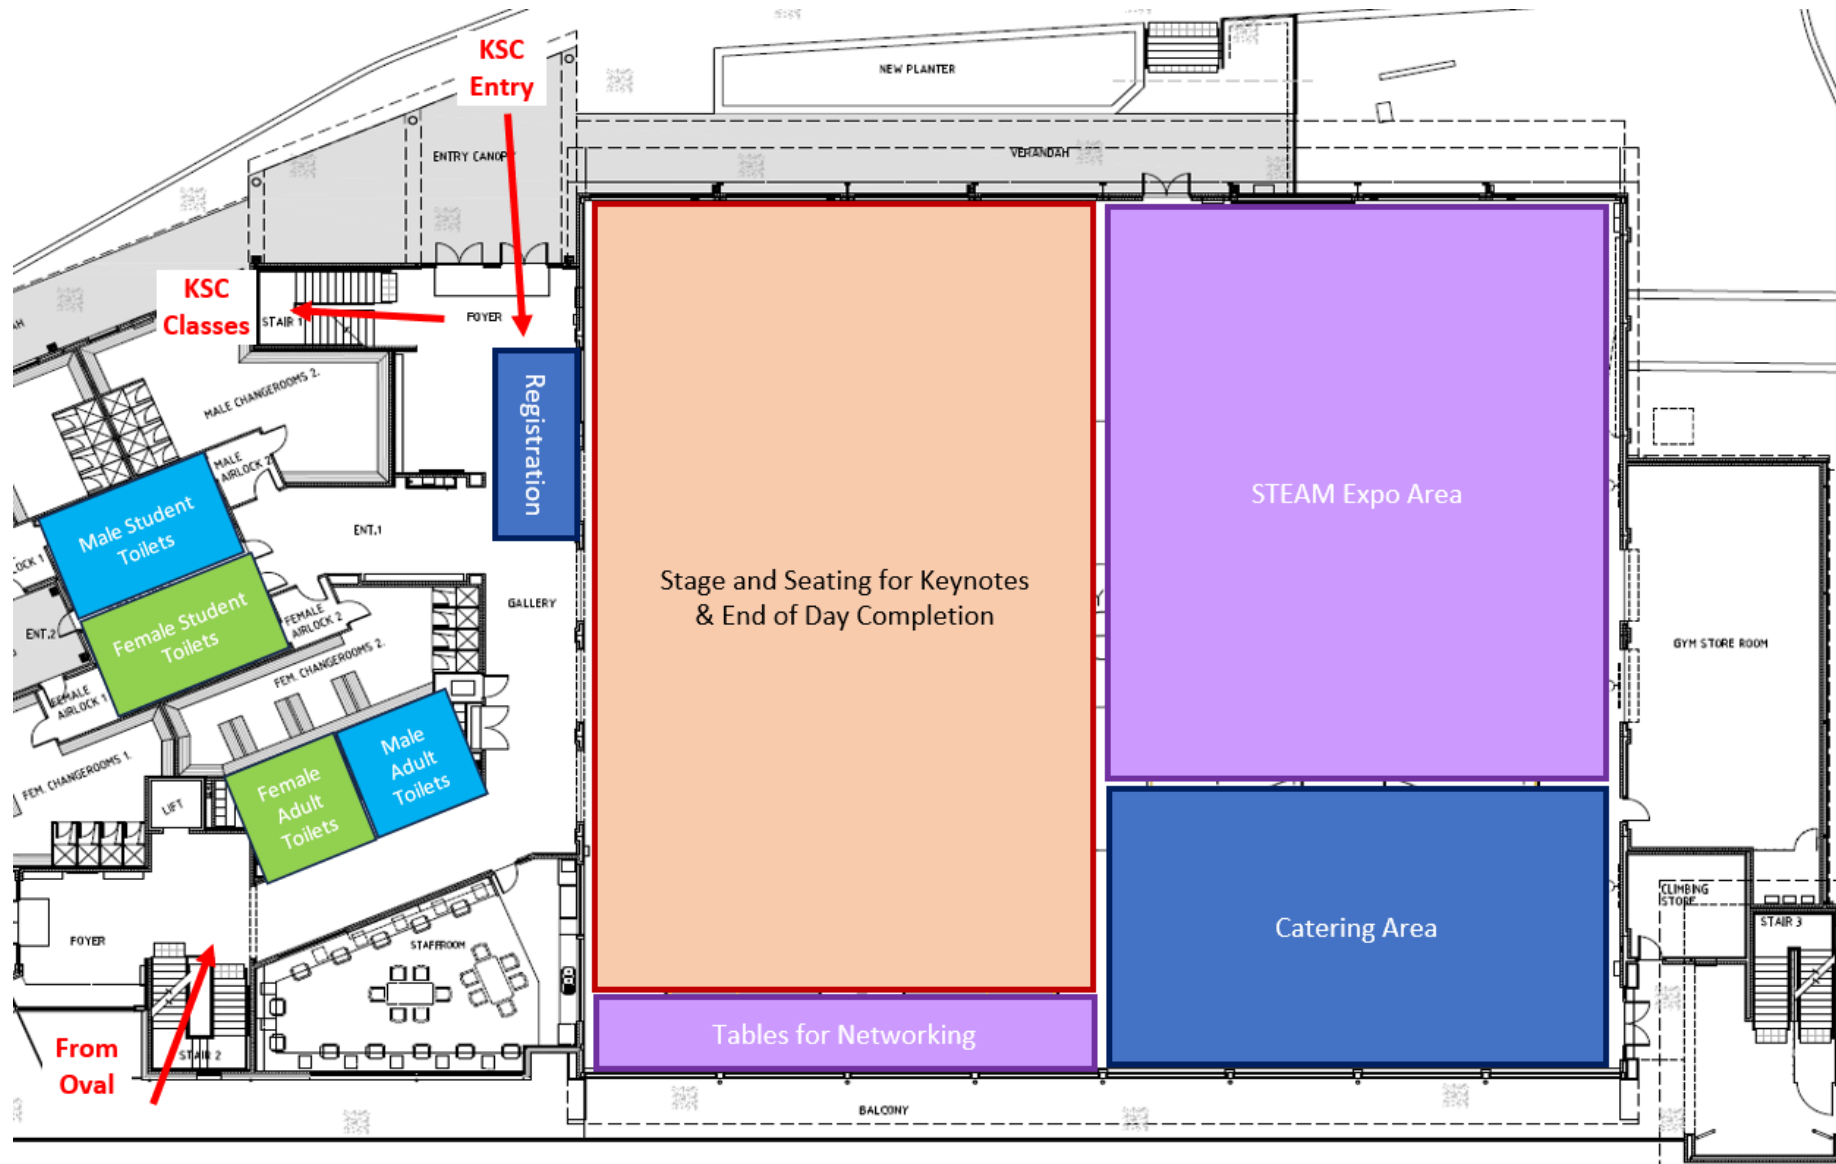 KSC
Entry
NEW PLANTER
ENTRY CANOPY
VERANDAH
KSC
Classes
STAIR 1
FOYER
AH
MALE CHANGEROOMS 2.
Registration
MALE
AIRLOCK 2
Male Student
Toilets
ENT.1
STEAM Expo Area
Stage and Seating for Keynotes
& End of Day Completion
LOCK 1
Female Student
Toilets
FEMALE
AIRLOCK 2
GALLERY
ENT.2
GYM STORE ROOM
FEM. CHANGEROOMS 2.
FEMALE
AIRLOCK 1
Male
Adult
Toilets
Female
Adult
Toilets
FEM. CHANGEROOMS 1.
LIFT
CLIMBING
STORE
STAIR 3
Catering Area
FOYER
STAFFROOM
Tables for Networking
From
Oval
STAIR 2
BALCONY